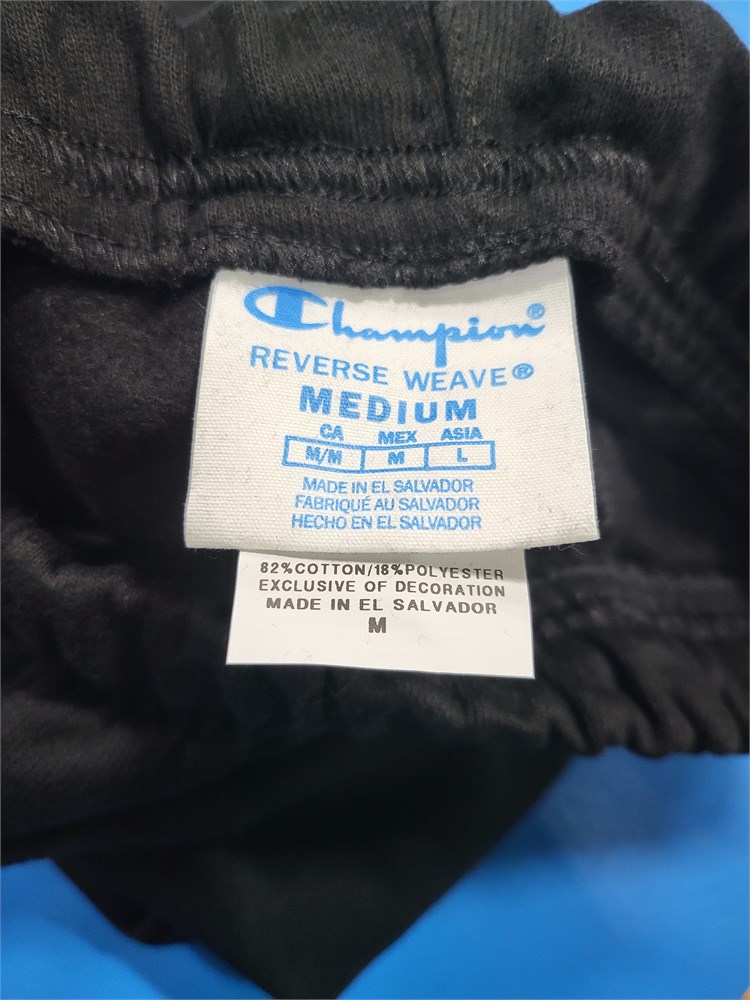 Champion®
REVERSE WEAVE®
MEDIUM
CA MEX ASIA
M/M M L
MADE IN EL SALVADOR
FABRIQUÉ AU SALVADOR
HECHO EN EL SALVADOR
82%COTTON/18%POLYESTER
EXCLUSIVE OF DECORATION
MADE IN EL SALVADOR
M